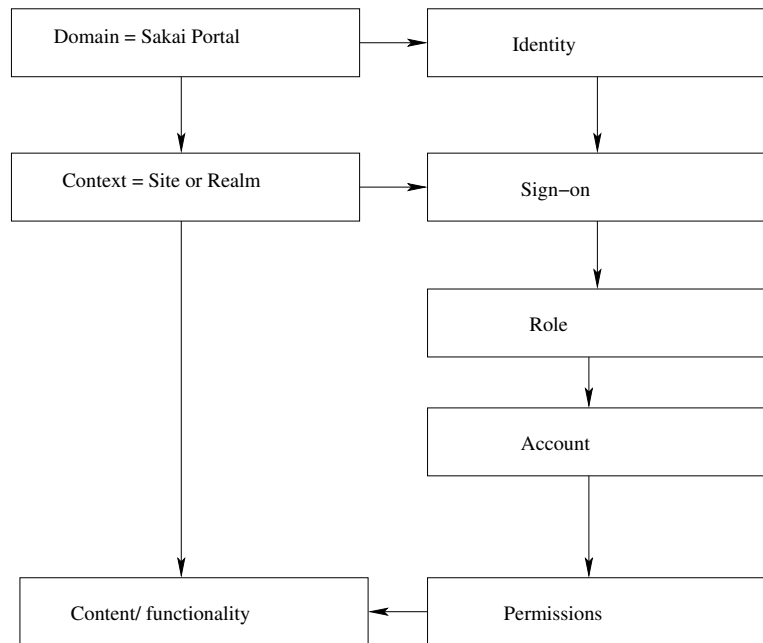 Domain = Sakai Portal
Identity
Context = Site or Realm
Sign−on
Role
Account
Content/ functionality
Permissions